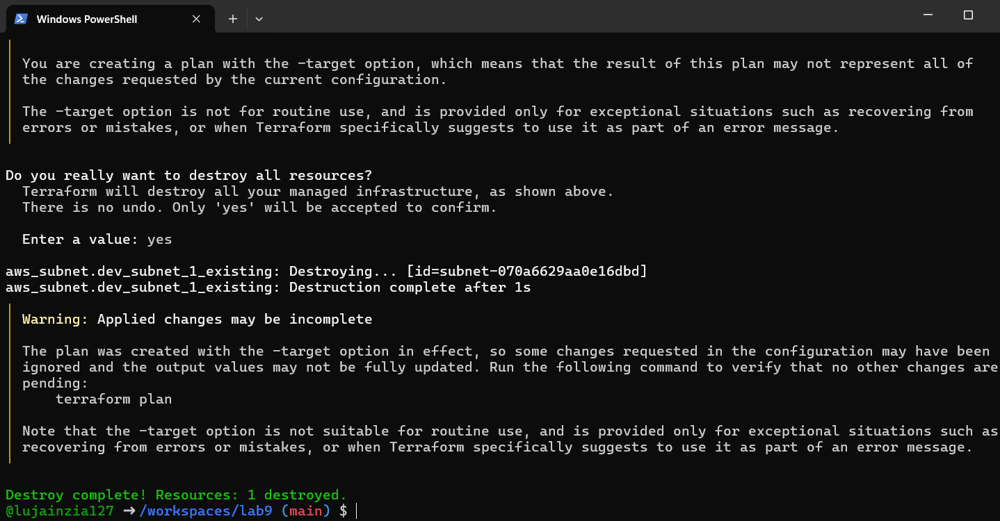 Windows PowerShell
You are creating a plan with the -target option, which means that the result of this plan may not represent all of
the changes requested by the current configuration.
The -target option is not for routine use, and is provided only for exceptional situations such as recovering from
errors or mistakes, or when Terraform specifically suggests to use it as part of an error message.
Do you really want to destroy all resources?
Terraform will destroy all your managed infrastructure, as shown above.
There is no undo. Only 'yes' will be accepted to confirm.
Enter a value: yes
aws_subnet.dev_subnet_1_existing: Destroying... [id=subnet-070a6629aa0e16dbd]
aws_subnet.dev_subnet_1_existing: Destruction complete after 1s
Warning: Applied changes may be incomplete
The plan was created with the -target option in effect, so some changes requested in the configuration may have been
ignored and the output values may not be fully updated. Run the following command to verify that no other changes are
pending:
terraform plan
Note that the -target option is not suitable for routine use, and is provided only for exceptional situations such as
recovering from errors or mistakes, or when Terraform specifically suggests to use it as part of an error message.
Destroy complete! Resources: 1 destroyed.
@lujainzia127 → /workspaces/lab9 (main) $